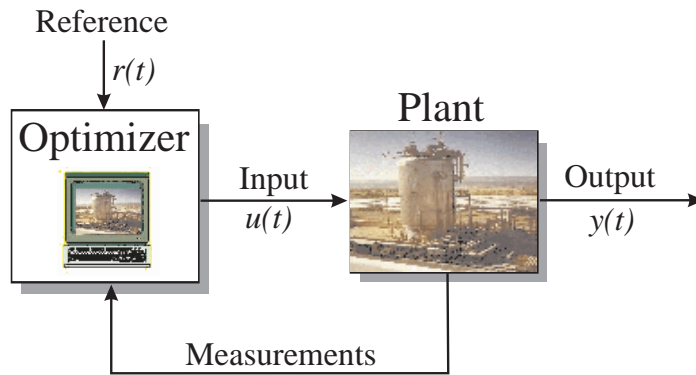 Reference
r(t)
Optimizer
Plant
Input
u(t)
Output
y(t)
Measurements